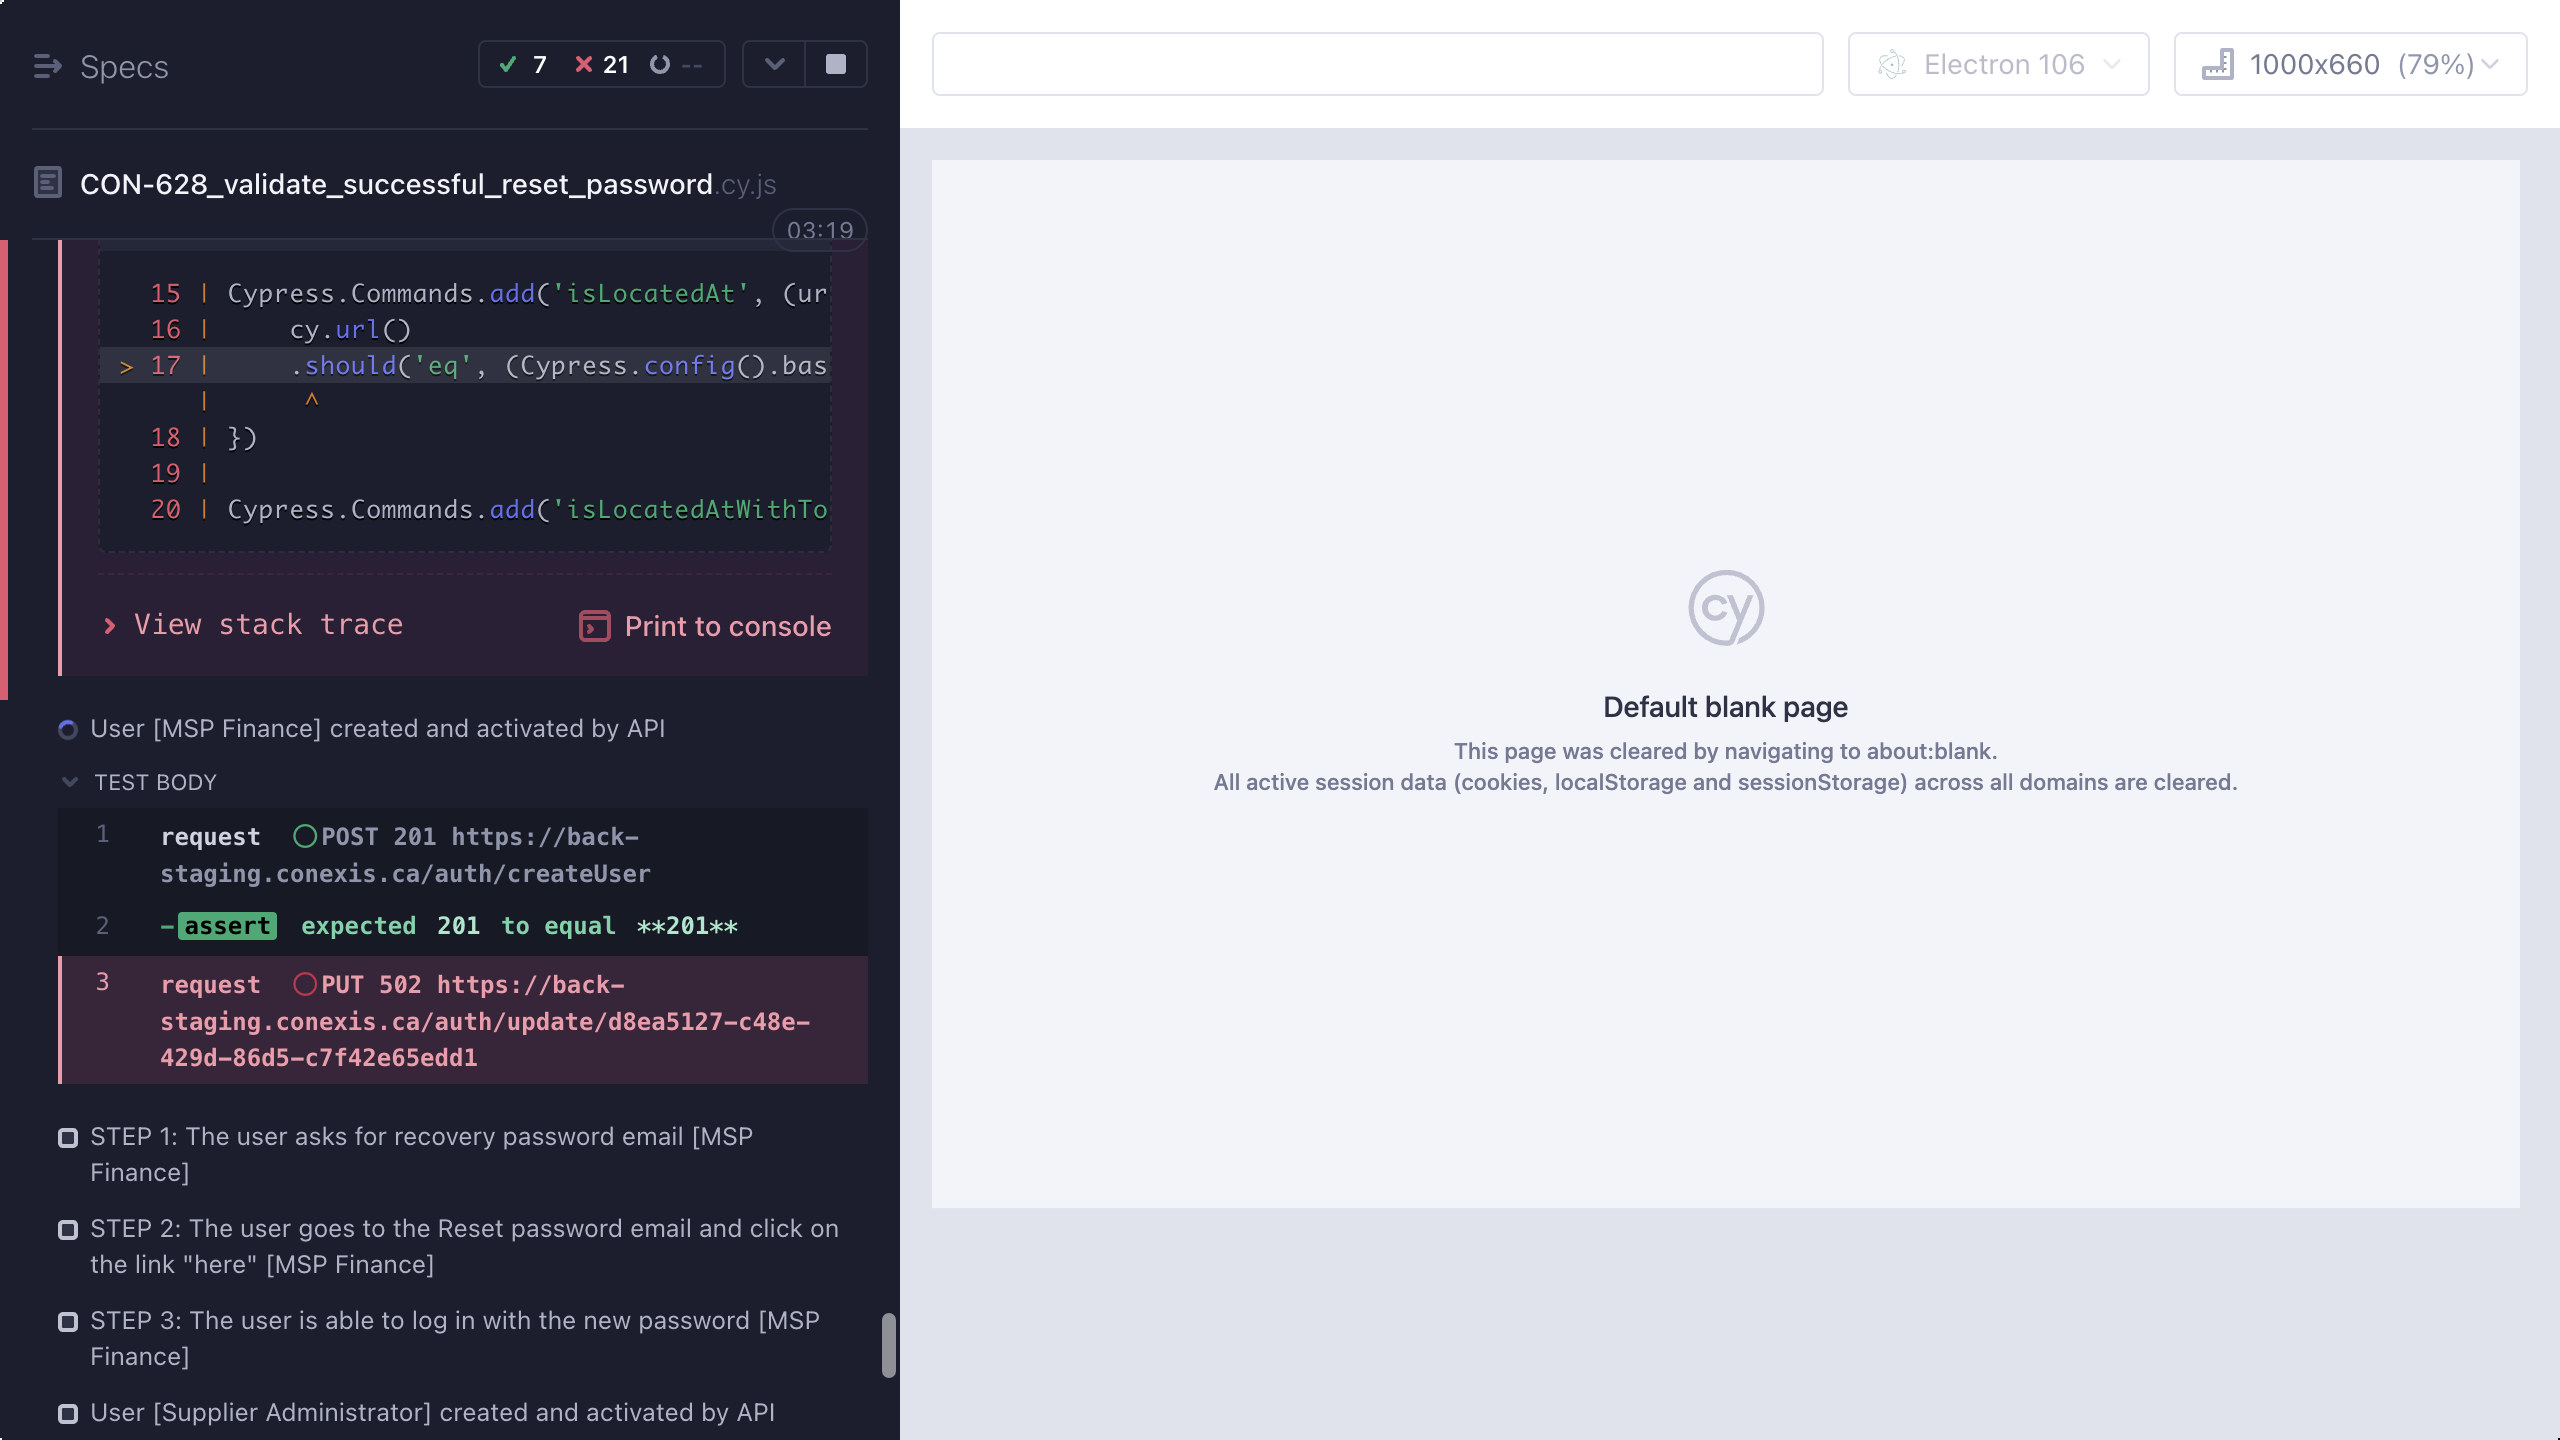 Specs
7 21 --
Electron 106
1000x660 (79%)
CON-628_validate_successful_reset_password.cy.js
03:19
15 | Cypress.Commands.add('isLocatedAt', (ur
16 | cy.url()
> 17 | .should('eq', (Cypress.config().bas
| ^
18 | })
19 |
20 | Cypress.Commands.add('isLocatedAtWithTo
View stack trace
Print to console
User [MSP Finance] created and activated by API
TEST BODY
1 request POST 201 https://back-
staging.conexis.ca/auth/createUser
2 -assert expected 201 to equal **201**
3 request PUT 502 https://back-
staging.conexis.ca/auth/update/d8ea5127-c48e-
429d-86d5-c7f42e65edd1
STEP 1: The user asks for recovery password email [MSP
Finance]
STEP 2: The user goes to the Reset password email and click on
the link "here" [MSP Finance]
STEP 3: The user is able to log in with the new password [MSP
Finance]
User [Supplier Administrator] created and activated by API
cy
Default blank page
This page was cleared by navigating to about:blank.
All active session data (cookies, localStorage and sessionStorage) across all domains are cleared.